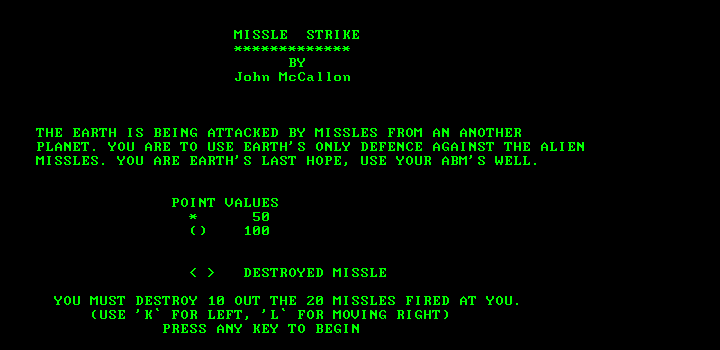 MISSLE STRIKE
*************
BY
John McCallon
THE EARTH IS BEING ATTACKED BY MISSLES FROM AN ANOTHER
PLANET. YOU ARE TO USE EARTH'S ONLY DEFENCE AGAINST THE ALIEN
MISSLES. YOU ARE EARTH'S LAST HOPE, USE YOUR ABM'S WELL.
POINT VALUES
* 50
() 100
< > DESTROYED MISSLE
YOU MUST DESTROY 10 OUT THE 20 MISSLES FIRED AT YOU.
(USE 'K` FOR LEFT, 'L` FOR MOVING RIGHT)
PRESS ANY KEY TO BEGIN